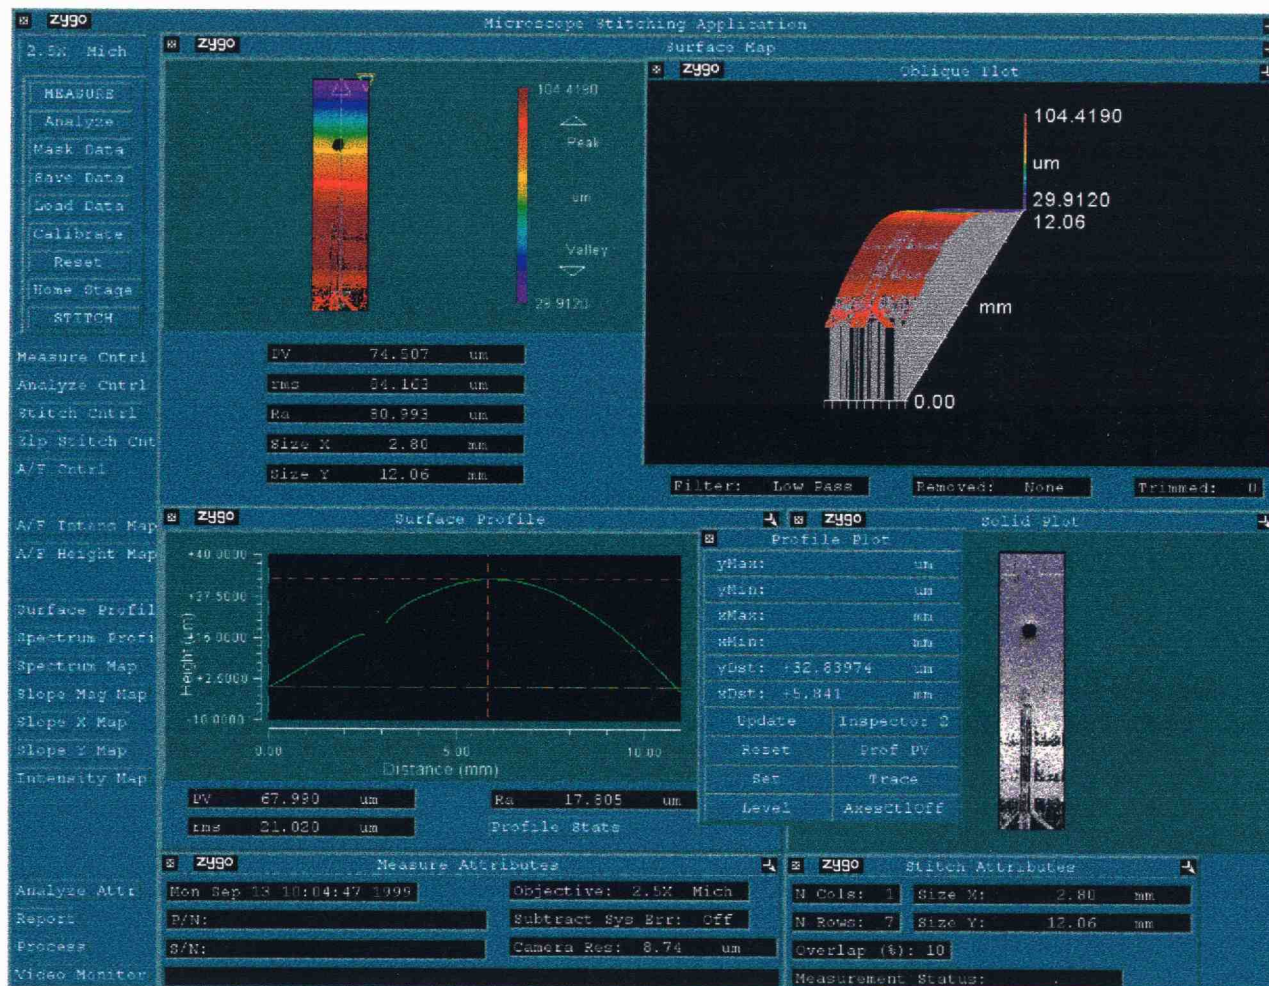 zygo Microscope Stitching Application
2.5X Mich
MEASURE
Analyze
Mask Data
Save Data
Load Data
Calibrate
Reset
Home Stage
STITCH
Measure Cntrl
Analyze Cntrl
Stitch Cntrl
Zip Stitch Cnt
A/F Cntrl
A/F Intens Map
A/F Height Map
Surface Profil
Spectrum Profi
Spectrum Map
Slope Mag Map
Slope X Map
Slope Y Map
Intensity Map
Analyze Attr
Report
Process
Video Monitor
zygo Surface Map
104.4190
Peak
um
Valley
29.9120
PV 74.507 um
rms 84.163 um
Ra 80.993 um
Size X 2.80 mm
Size Y 12.06 mm
zygo Oblique Plot
104.4190
um
29.9120
12.06
mm
0.00
Filter: Low Pass
Removed: None
Trimmed: 0
zygo Surface Profile
+40.0000
+27.5000
+2.5000
-10.0000
Height (µm)
0.00 5.00 10.00
Distance (mm)
PV 67.990 um
rms 21.020 um
Ra 17.805 um
Profile Stats
Profile Plot
yMax: um
yMin: um
xMax: mm
xMin: mm
yDst: +32.83974 um
xDst: +5.841 mm
Update Inspector 2
Reset Prof PV
Set Trace
Level AxesCtlOff
zygo Solid Plot
zygo Measure Attributes
Mon Sep 13 10:04:47 1999
P/N:
S/N:
Objective: 2.5X Mich
Subtract Sys Err: Off
Camera Res: 8.74 um
zygo Stitch Attributes
N Cols: 1 Size X: 2.80 mm
N Rows: 7 Size Y: 12.06 mm
Overlap (%): 10
Measurement Status: